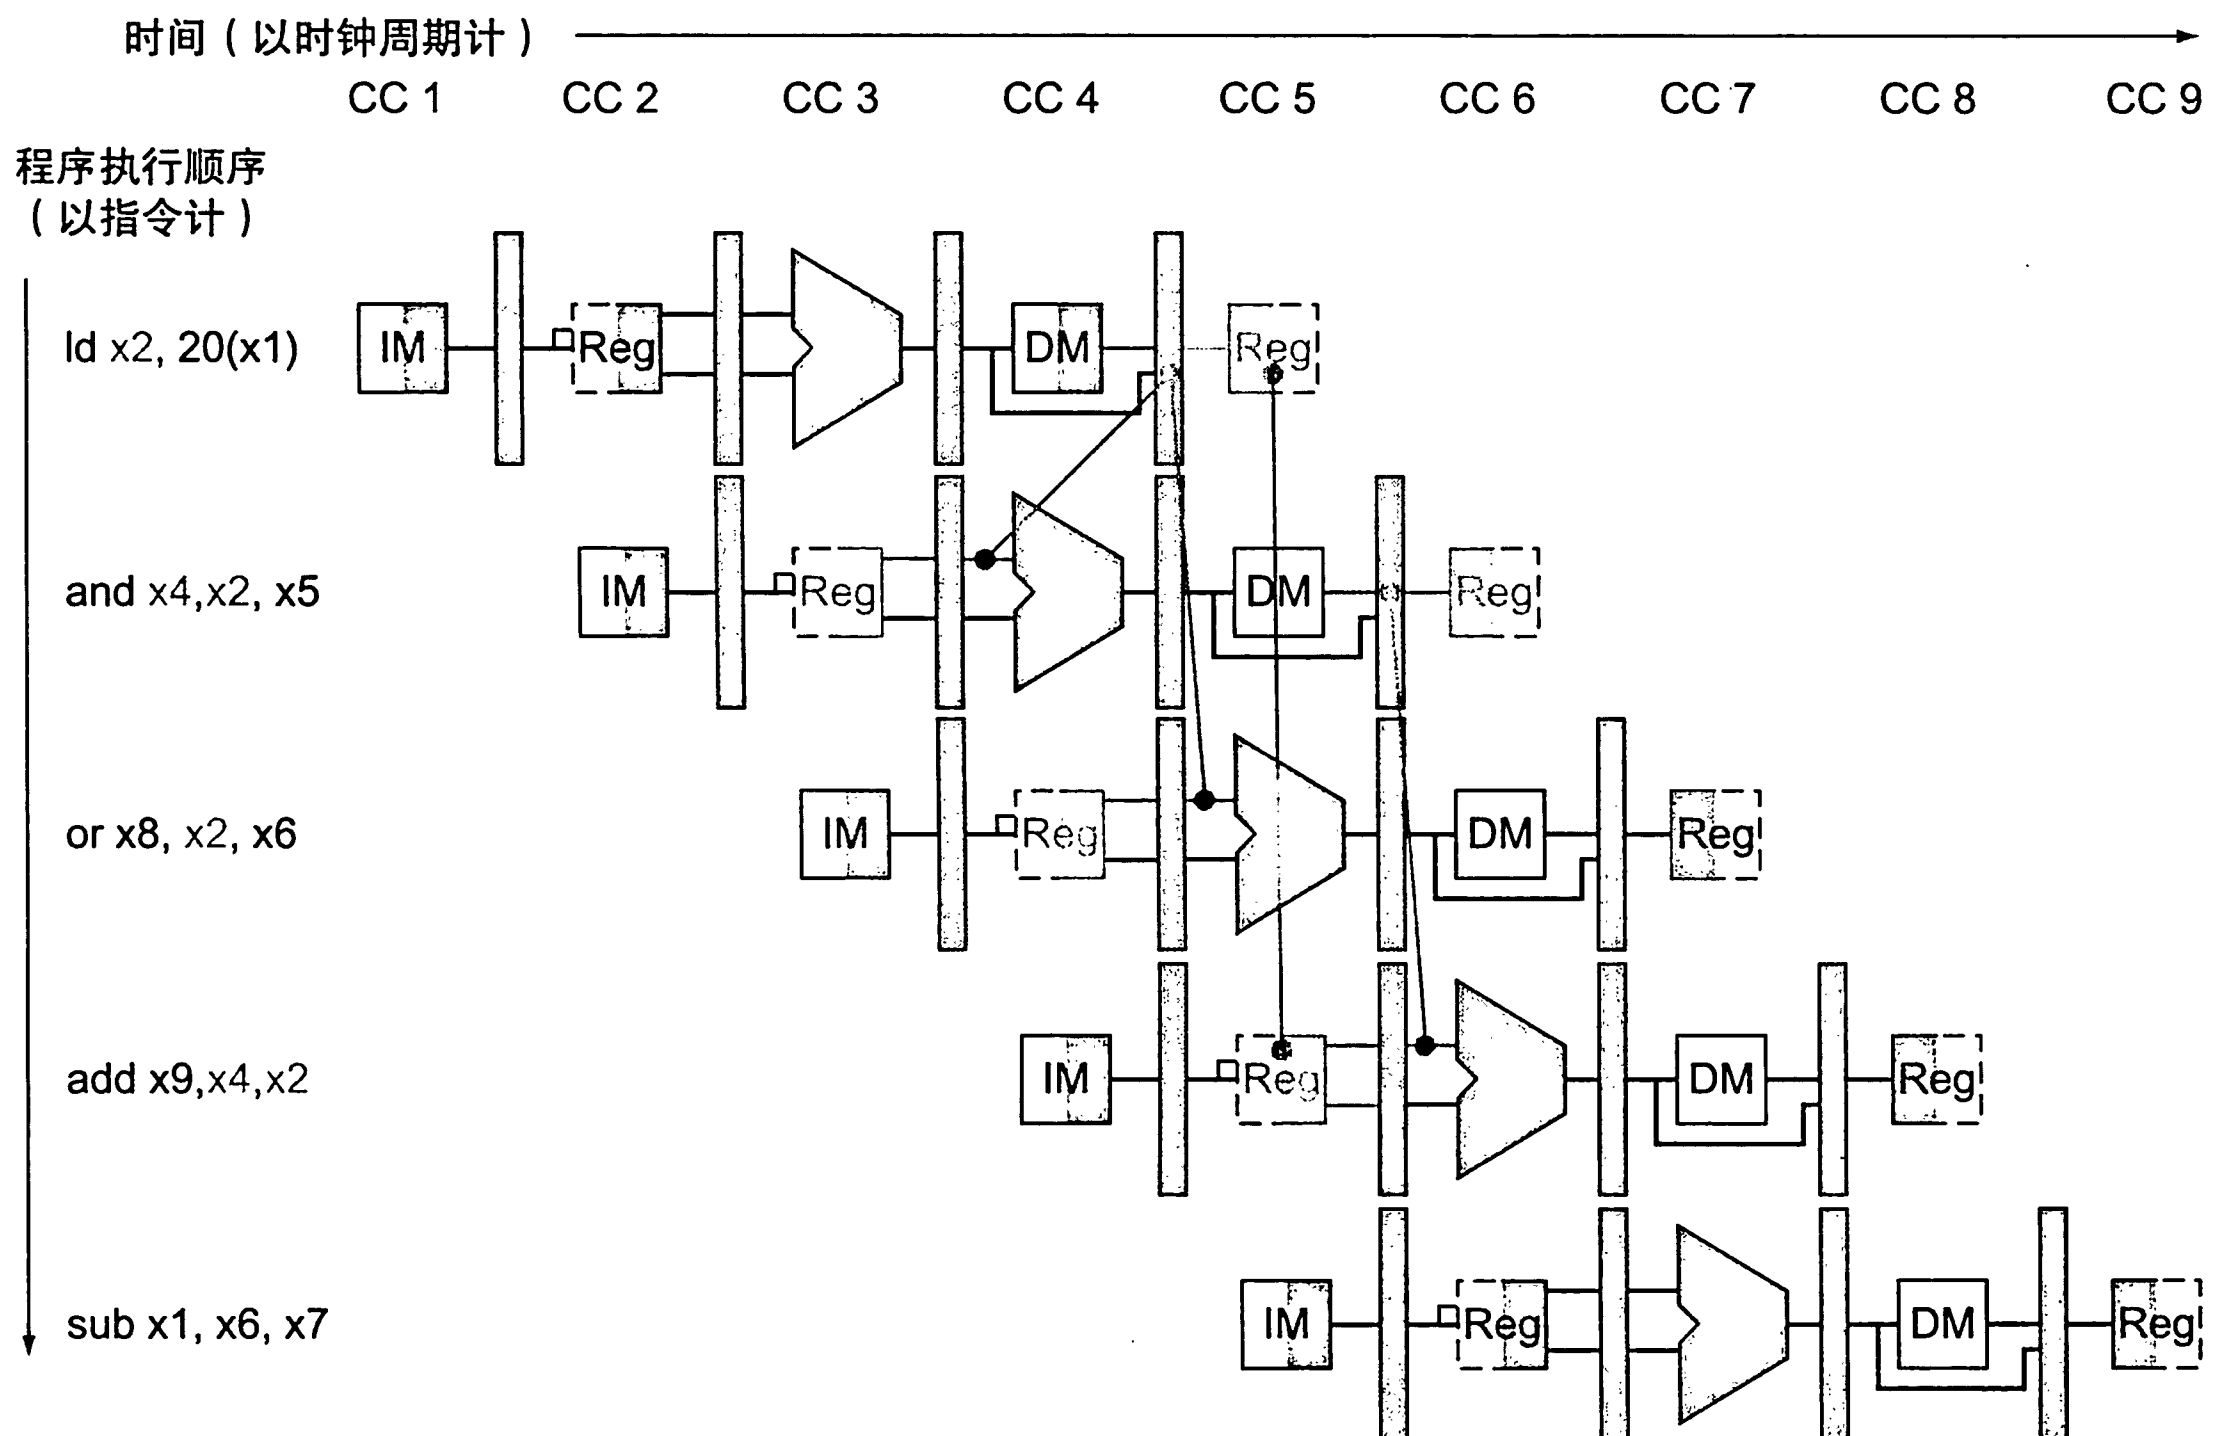 时间（以时钟周期计）
CC 1 CC 2 CC 3 CC 4 CC 5 CC 6 CC 7 CC 8 CC 9
程序执行顺序
（以指令计）
ld x2, 20(x1) IM Reg DM Reg
and x4,x2, x5 IM Reg DM Reg
or x8, x2, x6 IM Reg DM Reg
add x9,x4,x2 IM Reg DM Reg
sub x1, x6, x7 IM Reg DM Reg